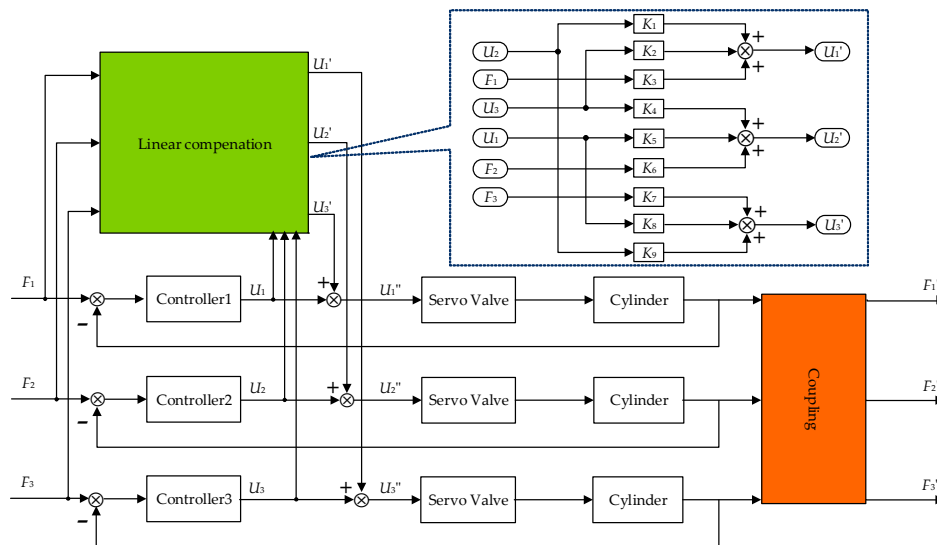 U₁'
Linear compenation
U₂'
U₃'
U₂
F₁
U₃
U₁
F₂
F₃
K₁
K₂
K₃
K₄
K₅
K₆
K₇
K₈
K₉
+
+
U₁'
+
+
U₂'
+
+
U₃'
F₁
Controller1
U₁
+
U₁"
Servo Valve
Cylinder
F₁'
−
F₂
Controller2
U₂
+
U₂"
Servo Valve
Cylinder
Coupling
F₂'
−
F₃
Controller3
U₃
+
U₃"
Servo Valve
Cylinder
F₃'
−